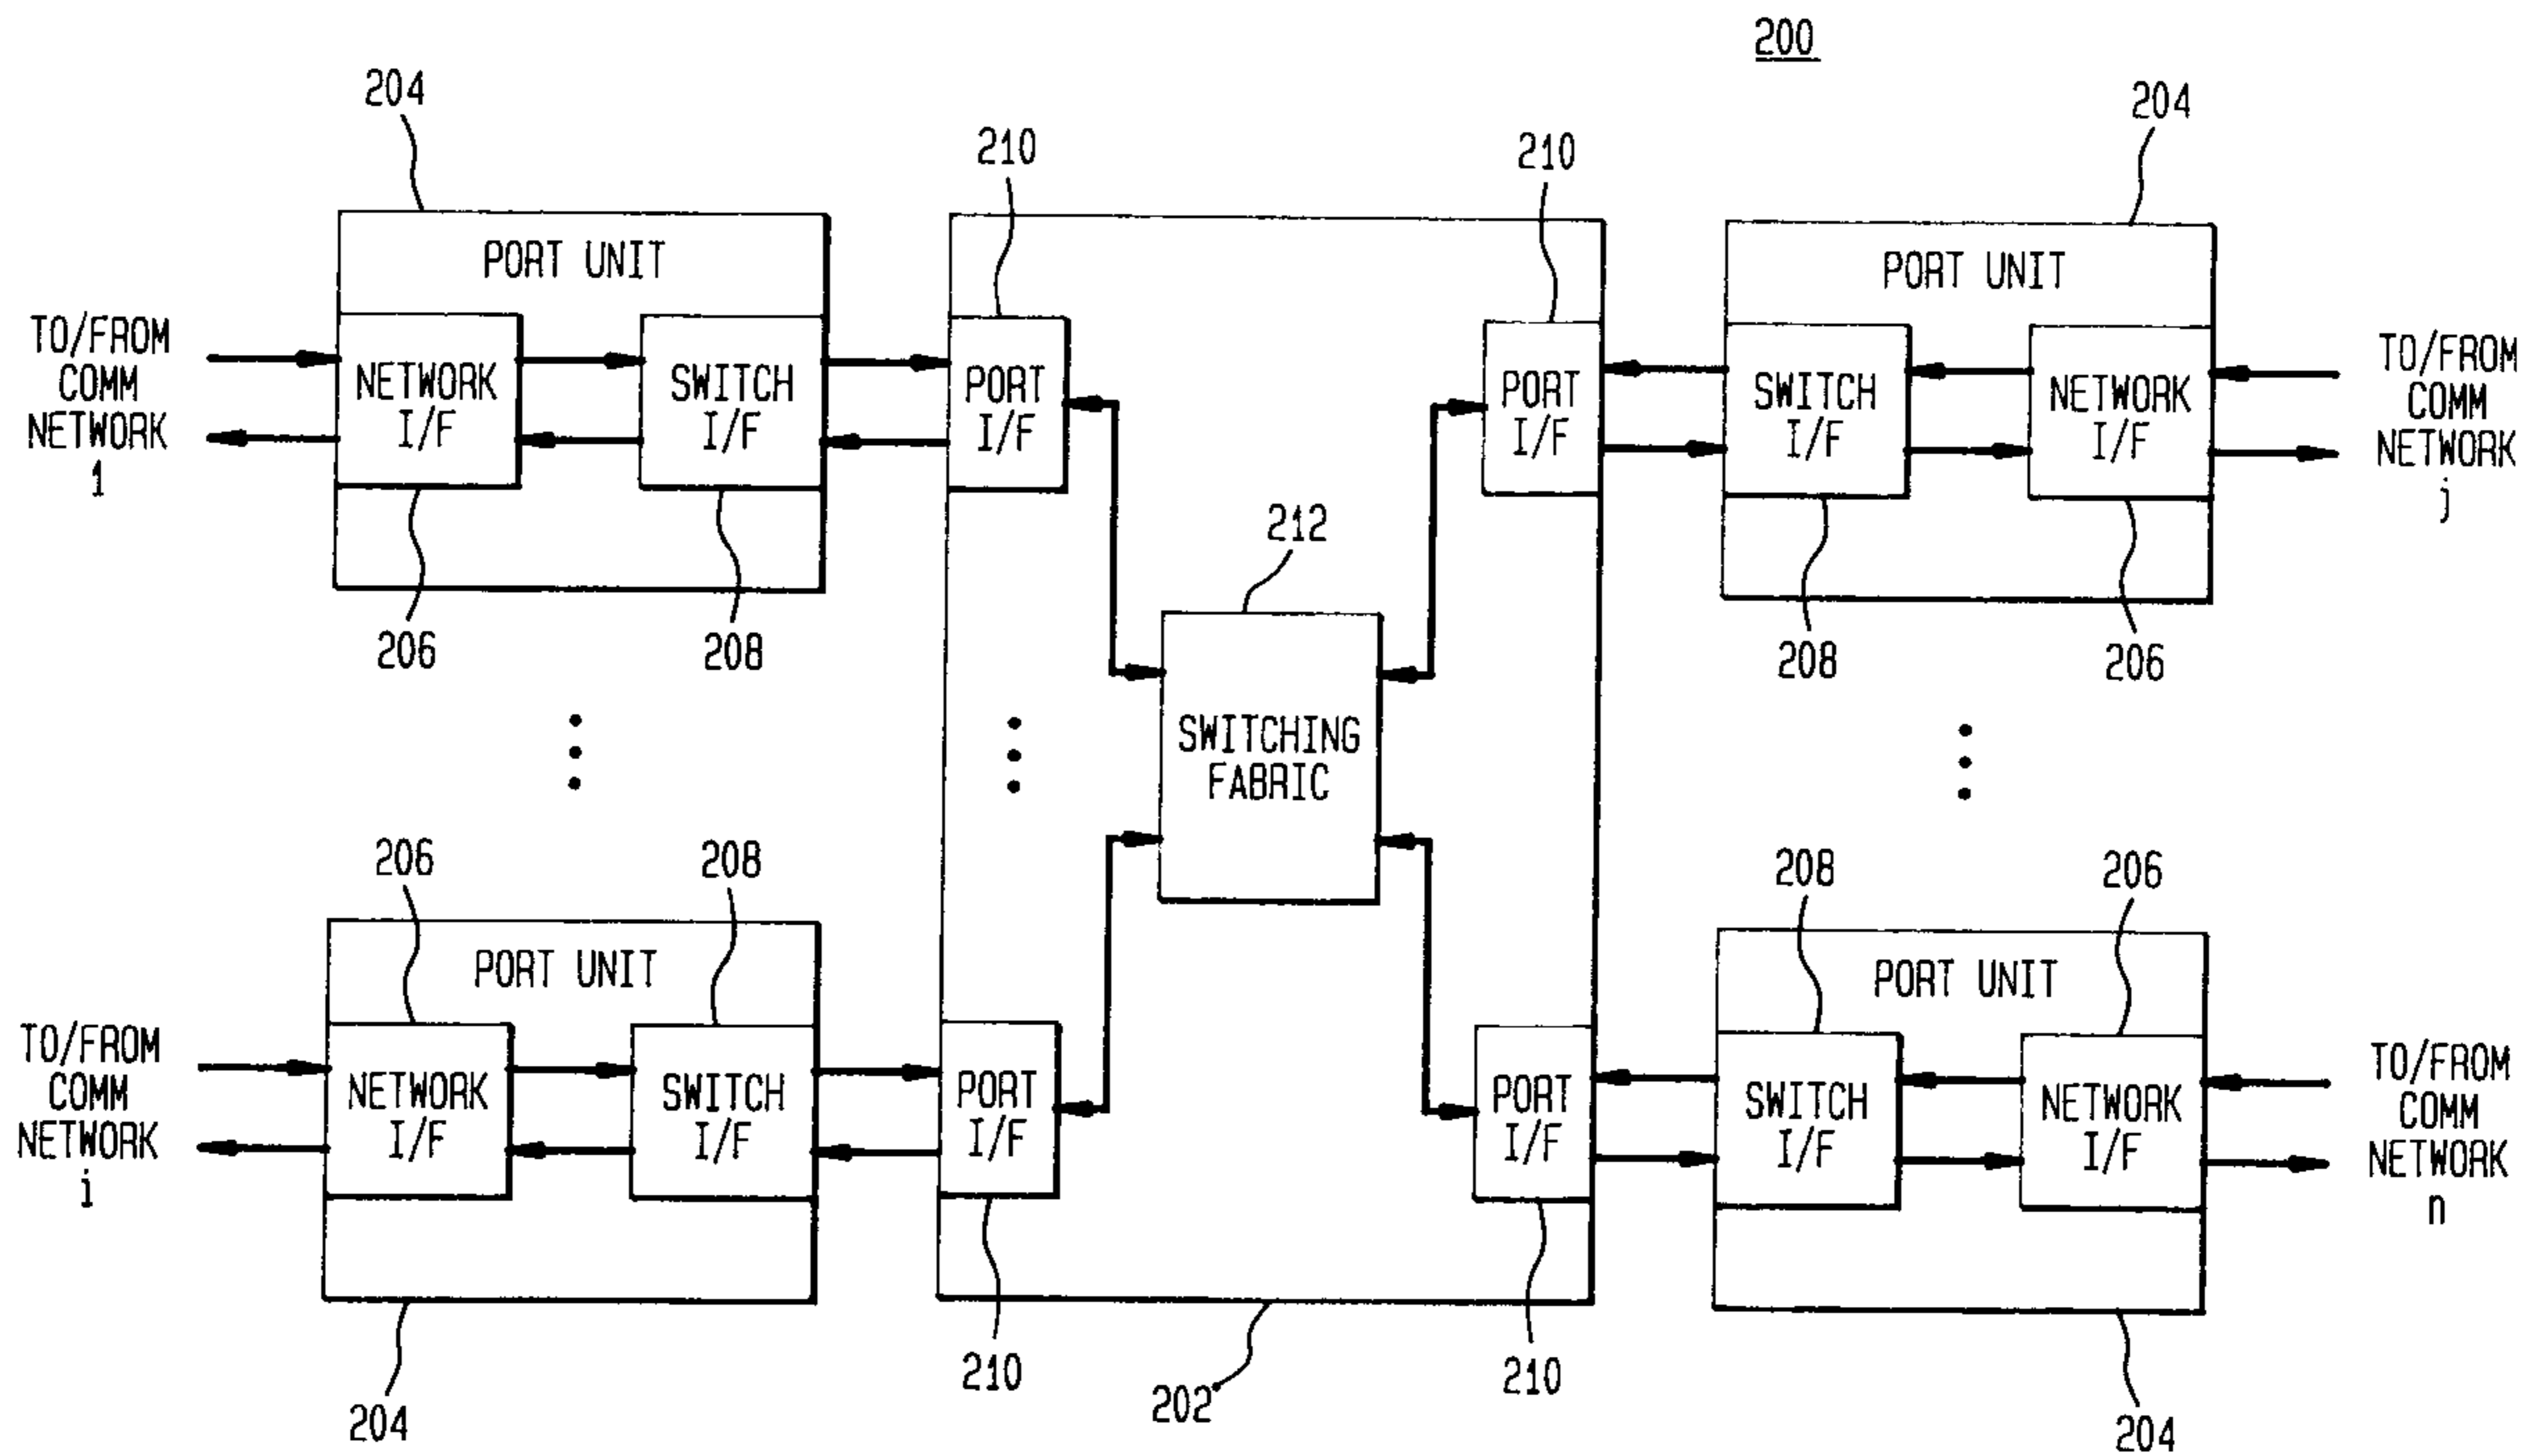 200
204
204
210
210
PORT UNIT
PORT UNIT
TO/FROM
COMM
NETWORK
1
NETWORK
I/F
SWITCH
I/F
PORT
I/F
PORT
I/F
SWITCH
I/F
NETWORK
I/F
TO/FROM
COMM
NETWORK
j
206
208
212
208
206
SWITCHING
FABRIC
206
208
208
206
PORT UNIT
PORT UNIT
TO/FROM
COMM
NETWORK
i
NETWORK
I/F
SWITCH
I/F
PORT
I/F
PORT
I/F
SWITCH
I/F
NETWORK
I/F
TO/FROM
COMM
NETWORK
n
204
210
202
210
204